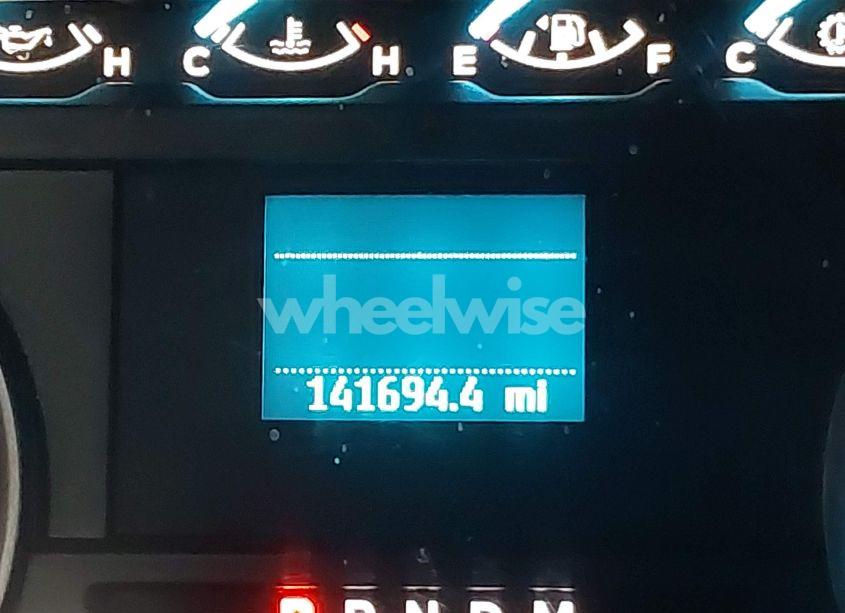 H C H E F C
wheelwise
141694.4 mi
P R N D M